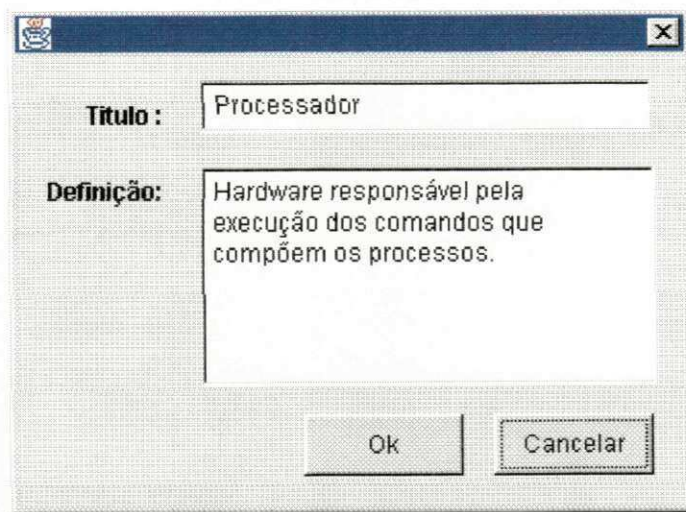 Titulo :
Processador
Definição:
Hardware responsável pela
execução dos comandos que
compõem os processos.
Ok
Cancelar